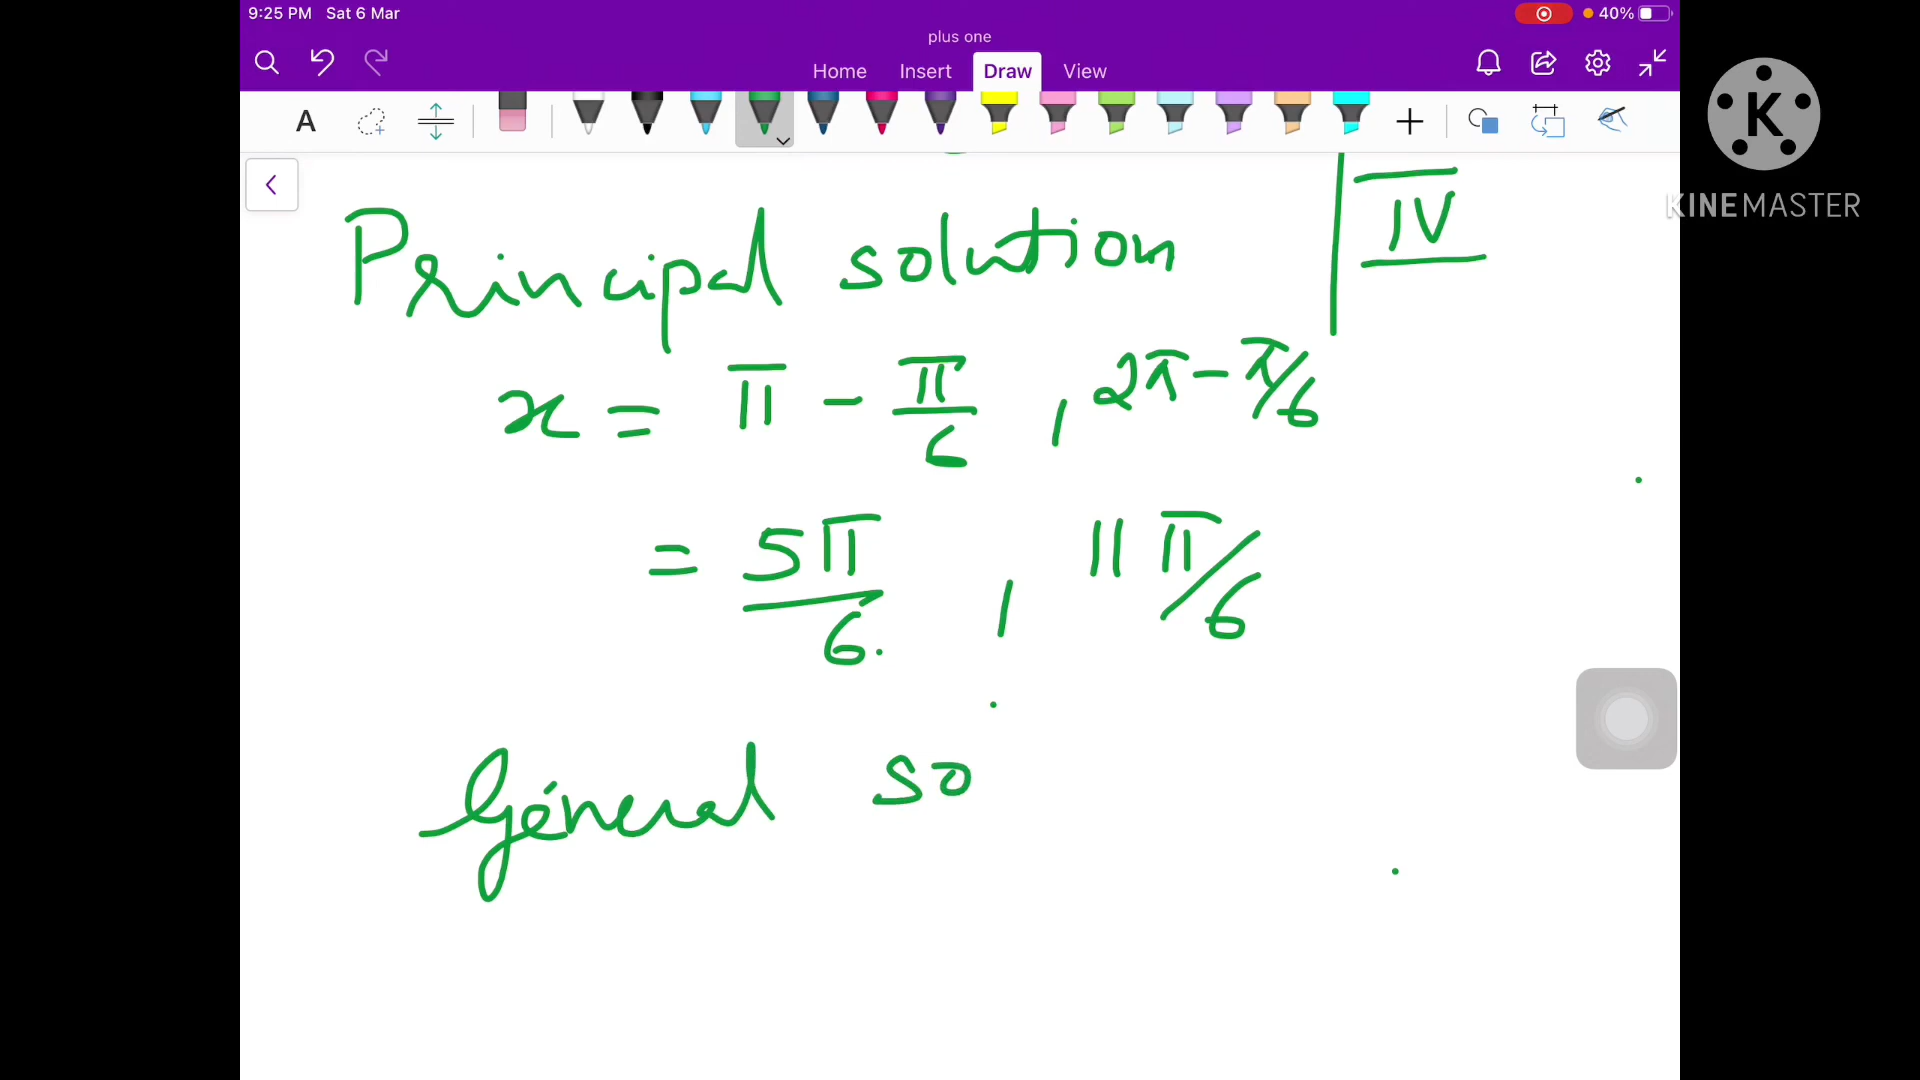 9:25 PM Sat 6 Mar
40%
plus one
Home Insert Draw View
A
K
KINEMASTER
IV
Principal solution
x = π - π/6 , 2π - π/6
= 5π/6 , 11π/6
General so